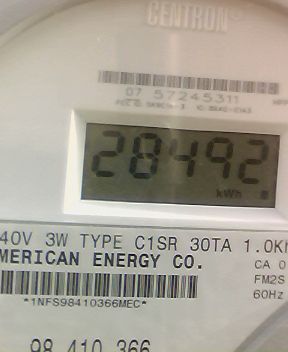 CENTRON®
07 57245311
28492
kWh
40V 3W TYPE C1SR 30TA 1.0Kh
MERICAN ENERGY CO.
CA 0
FM2S
60Hz
*1NFS98410366MEC*
98 410 366